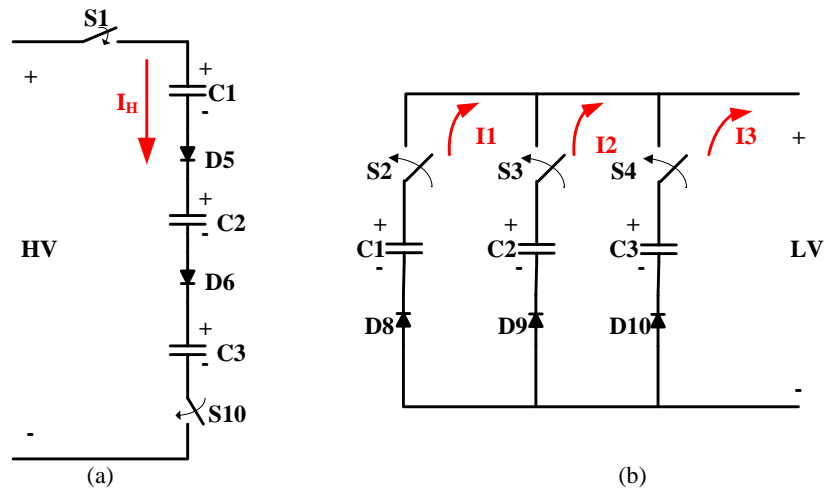 S1
+
+
C1
-
I_H
D5
+
C2
-
HV
D6
+
C3
-
S10
-
(a)
I1
I2
I3
+
S2
S3
S4
+
+
+
C1
C2
C3
LV
-
-
-
D8
D9
D10
-
(b)